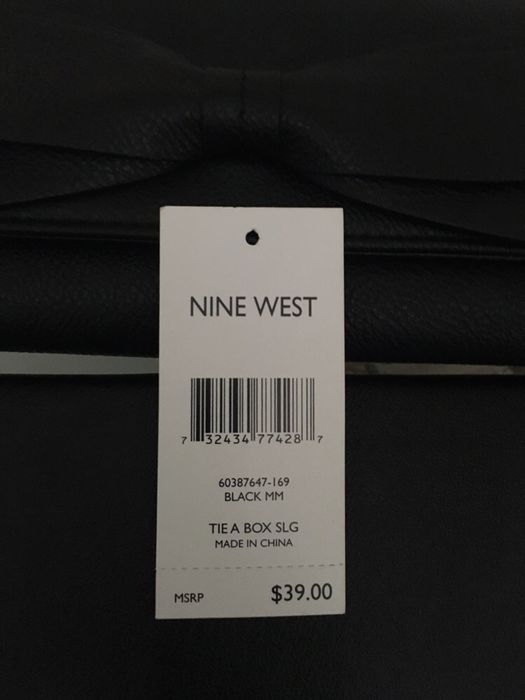 NINE WEST
7 32434 77428 7
60387647-169
BLACK MM
TIE A BOX SLG
MADE IN CHINA
MSRP $39.00